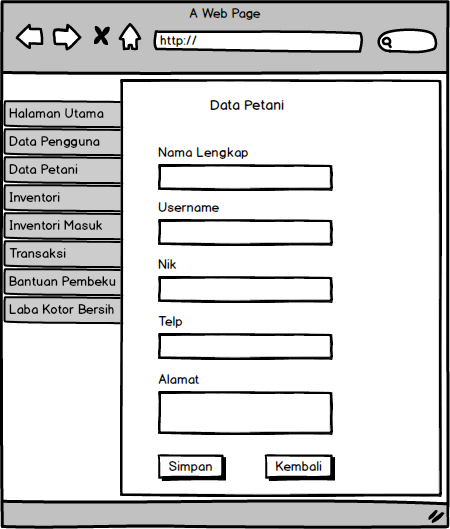 A Web Page
http://
Halaman Utama
Data Pengguna
Data Petani
Inventori
Inventori Masuk
Transaksi
Bantuan Pembeku
Laba Kotor Bersih
Data Petani
Nama Lengkap
Username
Nik
Telp
Alamat
Simpan
Kembali